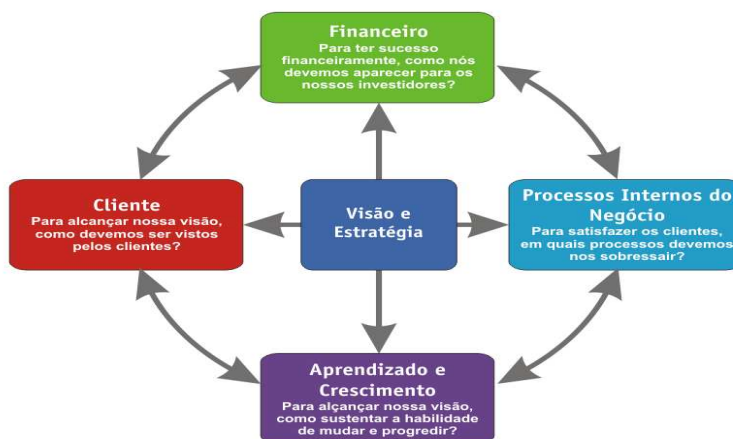 Financeiro
Para ter sucesso
financeiramente, como nós
devemos aparecer para os
nossos investidores?
Cliente
Para alcançar nossa visão,
como devemos ser vistos
pelos clientes?
Visão e
Estratégia
Processos Internos do
Negócio
Para satisfazer os clientes,
em quais processos devemos
nos sobressair?
Aprendizado e
Crescimento
Para alçançar nossa visão,
como sustentar a habilidade
de mudar e progredir?